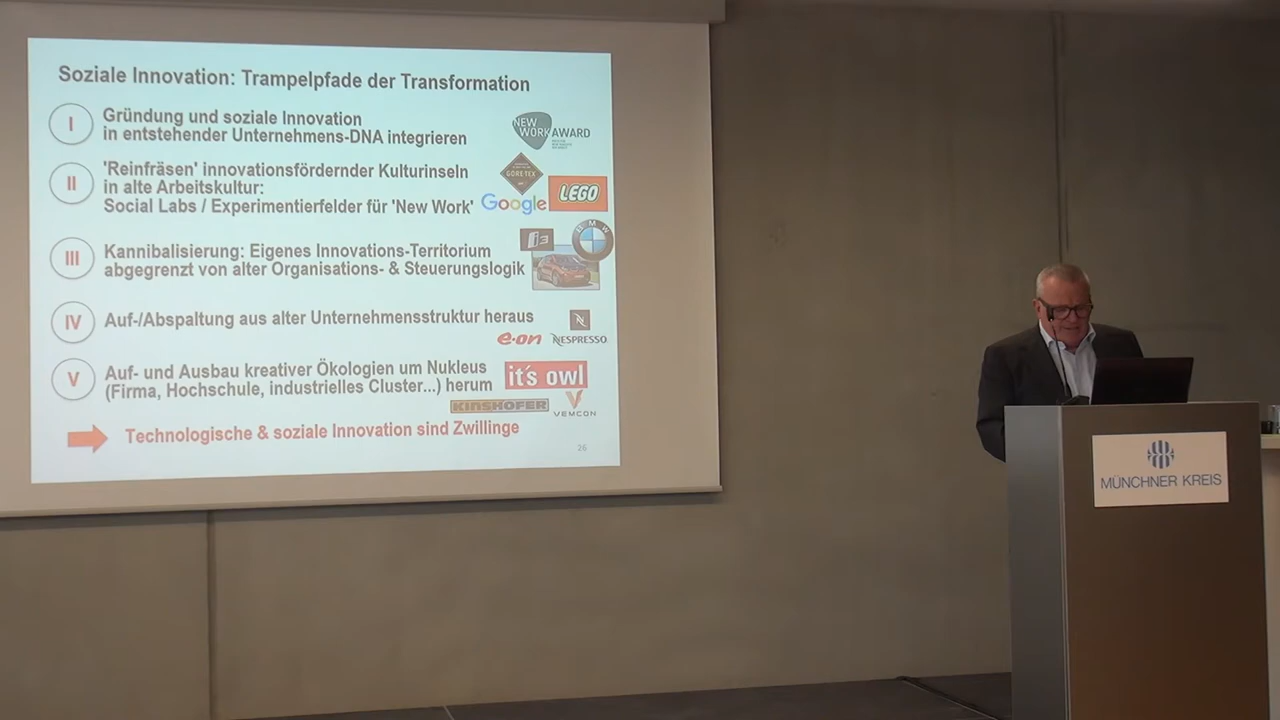 Soziale Innovation: Trampelpfade der Transformation
I
Gründung und soziale Innovation
in entstehender Unternehmens-DNA integrieren
NEW
WORK AWARD
II
'Reinfräsen' innovationsfördernder Kulturinseln
in alte Arbeitskultur:
Social Labs / Experimentierfelder für 'New Work'
GORE-TEX
Google
LEGO
III
Kannibalisierung: Eigenes Innovations-Territorium
abgegrenzt von alter Organisations- & Steuerungslogik
i3
BMW
IV
Auf-/Abspaltung aus alter Unternehmensstruktur heraus
e·on
NESPRESSO
V
Auf- und Ausbau kreativer Ökologien um Nukleus
(Firma, Hochschule, industrielles Cluster...) herum
it's owl
KINSHOFER
VEMCON
Technologische & soziale Innovation sind Zwillinge
26
MÜNCHNER KREIS